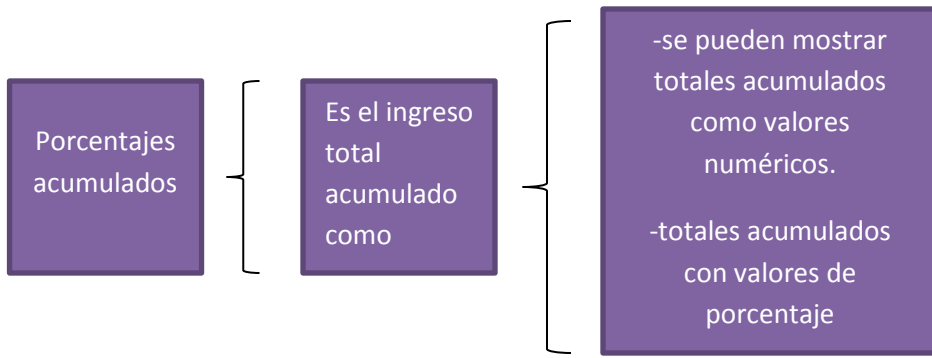 Porcentajes
acumulados
Es el ingreso
total
acumulado
como
-se pueden mostrar
totales acumulados
como valores
numéricos.
-totales acumulados
con valores de
porcentaje